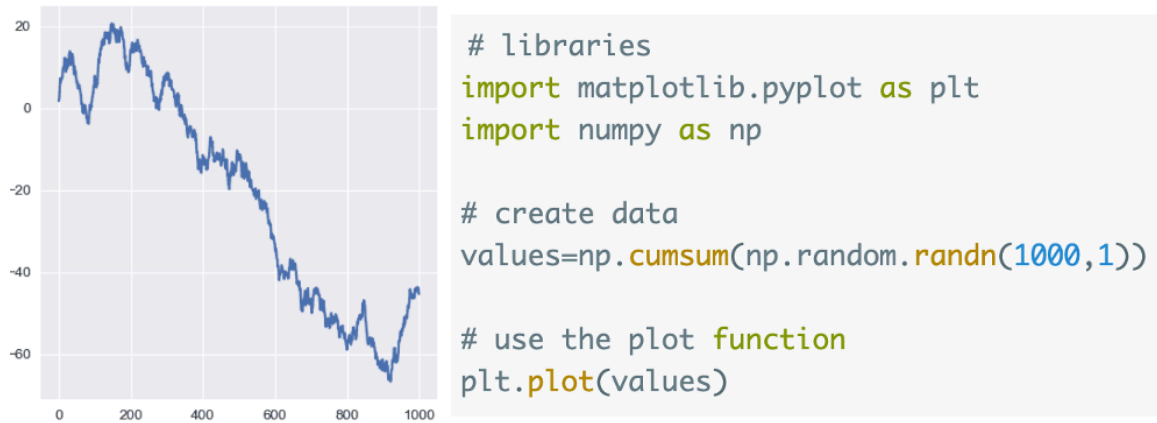 20
0
-20
-40
-60
0 200 400 600 800 1000
# libraries
import matplotlib.pyplot as plt
import numpy as np
# create data
values=np.cumsum(np.random.randn(1000,1))
# use the plot function
plt.plot(values)